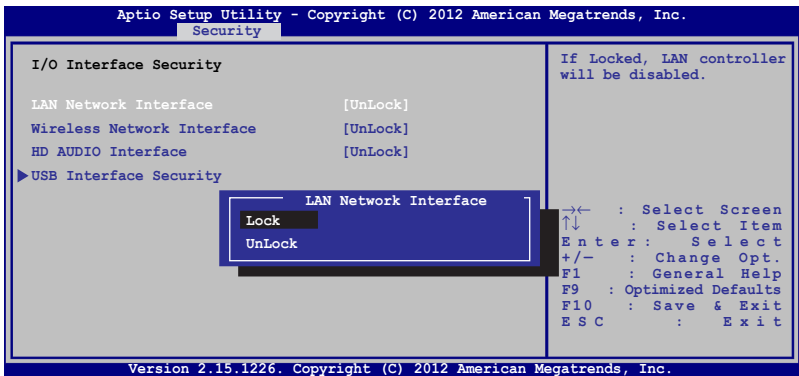 Aptio Setup Utility - Copyright (C) 2012 American Megatrends, Inc.
Security
I/O Interface Security
LAN Network Interface [UnLock]
Wireless Network Interface [UnLock]
HD AUDIO Interface [UnLock]
▶USB Interface Security
LAN Network Interface
Lock
UnLock
If Locked, LAN controller
will be disabled.
→← : Select Screen
↑↓ : Select Item
Enter: Select
+/— : Change Opt.
F1 : General Help
F9 : Optimized Defaults
F10 : Save & Exit
ESC : Exit
Version 2.15.1226. Copyright (C) 2012 American Megatrends, Inc.